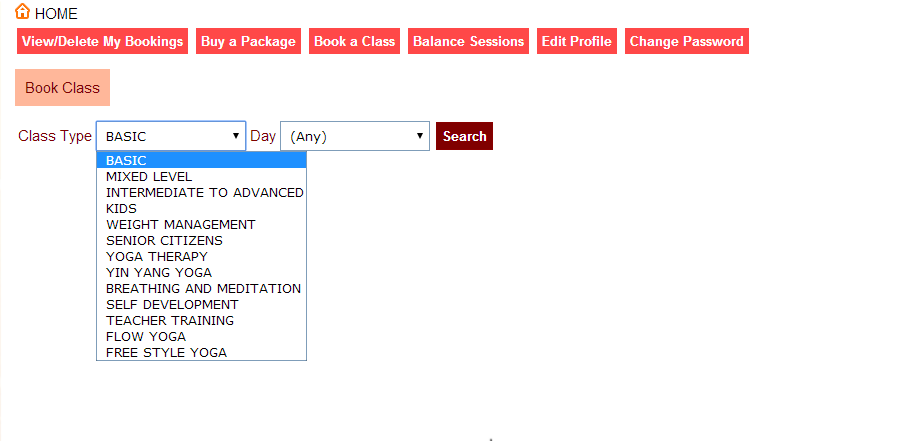 HOME
View/Delete My Bookings Buy a Package Book a Class Balance Sessions Edit Profile Change Password
Book Class
Class Type BASIC Day (Any) Search
BASIC
MIXED LEVEL
INTERMEDIATE TO ADVANCED
KIDS
WEIGHT MANAGEMENT
SENIOR CITIZENS
YOGA THERAPY
YIN YANG YOGA
BREATHING AND MEDITATION
SELF DEVELOPMENT
TEACHER TRAINING
FLOW YOGA
FREE STYLE YOGA